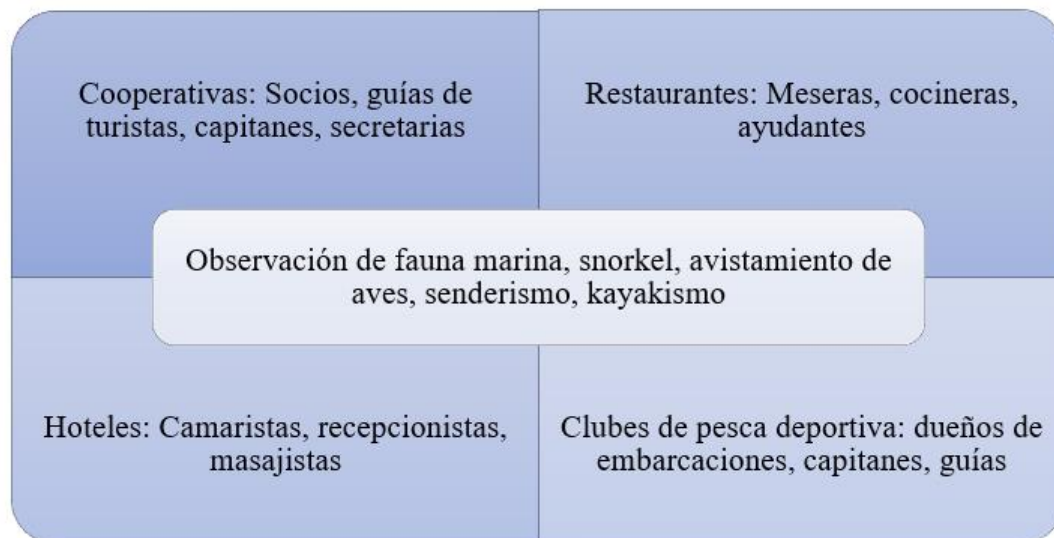 Cooperativas: Socios, guías de
turistas, capitanes, secretarias
Restaurantes: Meseras, cocineras,
ayudantes
Observación de fauna marina, snorkel, avistamiento de
aves, senderismo, kayakismo
Hoteles: Camaristas, recepcionistas,
masajistas
Clubes de pesca deportiva: dueños de
embarcaciones, capitanes, guías